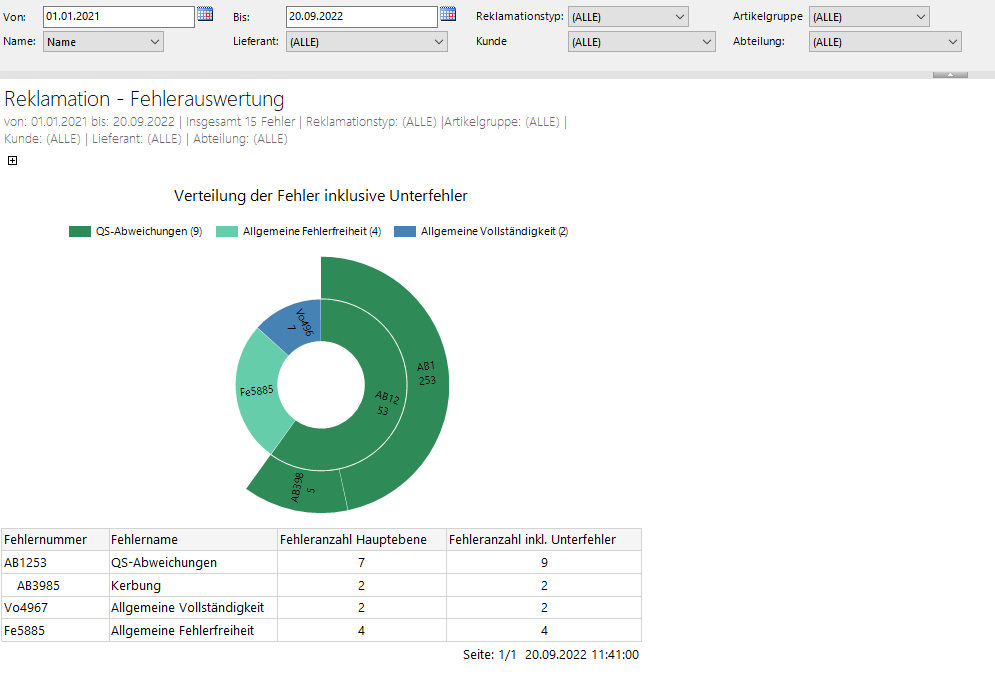 Von: 01.01.2021 Bis: 20.09.2022 Reklamationstyp: (ALLE) Artikelgruppe (ALLE)
Name: Name Lieferant: (ALLE) Kunde (ALLE) Abteilung: (ALLE)
Reklamation - Fehlerauswertung
von: 01.01.2021 bis: 20.09.2022 | Insgesamt 15 Fehler | Reklamationstyp: (ALLE) |Artikelgruppe: (ALLE) |
Kunde: (ALLE) | Lieferant: (ALLE) | Abteilung: (ALLE)
Verteilung der Fehler inklusive Unterfehler
QS-Abweichungen (9) Allgemeine Fehlerfreiheit (4) Allgemeine Vollständigkeit (2)
Vo496
7
AB1
253
Fe5885
AB12
53
AB398
5
Fehlernummer Fehlername Fehleranzahl Hauptebene Fehleranzahl inkl. Unterfehler
AB1253 QS-Abweichungen 7 9
AB3985 Kerbung 2 2
Vo4967 Allgemeine Vollständigkeit 2 2
Fe5885 Allgemeine Fehlerfreiheit 4 4
Seite: 1/1 20.09.2022 11:41:00